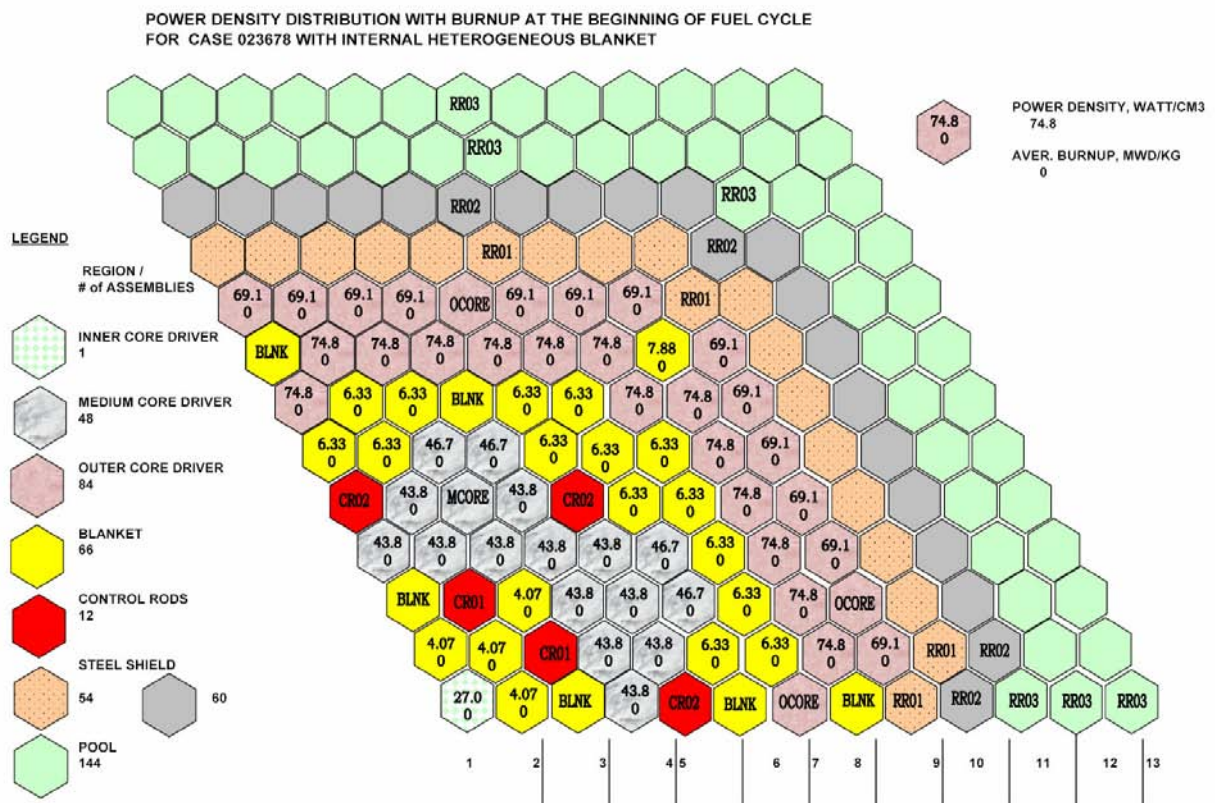 POWER DENSITY DISTRIBUTION WITH BURNUP AT THE BEGINNING OF FUEL CYCLE
FOR CASE 023678 WITH INTERNAL HETEROGENEOUS BLANKET
RR03
74.8
0
POWER DENSITY, WATT/CM3
74.8
AVER. BURNUP, MWD/KG
0
RR03
RR02 RR03
LEGEND
REGION /
# of ASSEMBLIES
RR01 RR02
69.1 69.1 69.1 69.1 OCORE 69.1 69.1 69.1 RR01
0 0 0 0 0 0 0
INNER CORE DRIVER
1
BLNK 74.8 74.8 74.8 74.8 74.8 74.8 7.88 69.1
0 0 0 0 0 0 0 0
MEDIUM CORE DRIVER
48
74.8 6.33 6.33 BLNK 6.33 6.33 74.8 74.8 69.1
0 0 0 0 0 0 0 0
OUTER CORE DRIVER
84
6.33 6.33 46.7 46.7 6.33 6.33 6.33 74.8 69.1
0 0 0 0 0 0 0 0 0
CR02 43.8 MCORE 43.8 CR02 6.33 6.33 74.8 69.1
0 0 0 0 0 0
BLANKET
66
43.8 43.8 43.8 43.8 43.8 46.7 6.33 74.8 69.1
0 0 0 0 0 0 0 0 0
CONTROL RODS
12
BLNK CR01 4.07 43.8 43.8 46.7 6.33 74.8 OCORE
0 0 0 0 0 0
STEEL SHIELD
54 60
4.07 4.07 CR01 43.8 43.8 6.33 6.33 74.8 69.1 RR01 RR02
0 0 0 0 0 0 0 0
27.0 4.07 BLNK 43.8 CR02 BLNK OCORE BLNK RR01 RR02 RR03 RR03 RR03
0 0 0
POOL
144
1 2 3 4 5 6 7 8 9 10 11 12 13